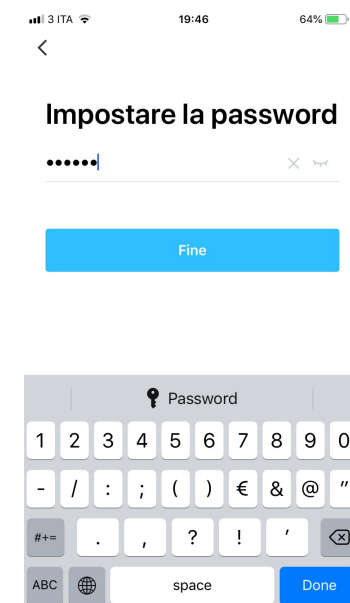 3 ITA 19:46 64%
Impostare la password
••••••
Fine
Password
1 2 3 4 5 6 7 8 9 0
- / : ; ( ) € & @ "
#+= . , ? ! ’
ABC space Done